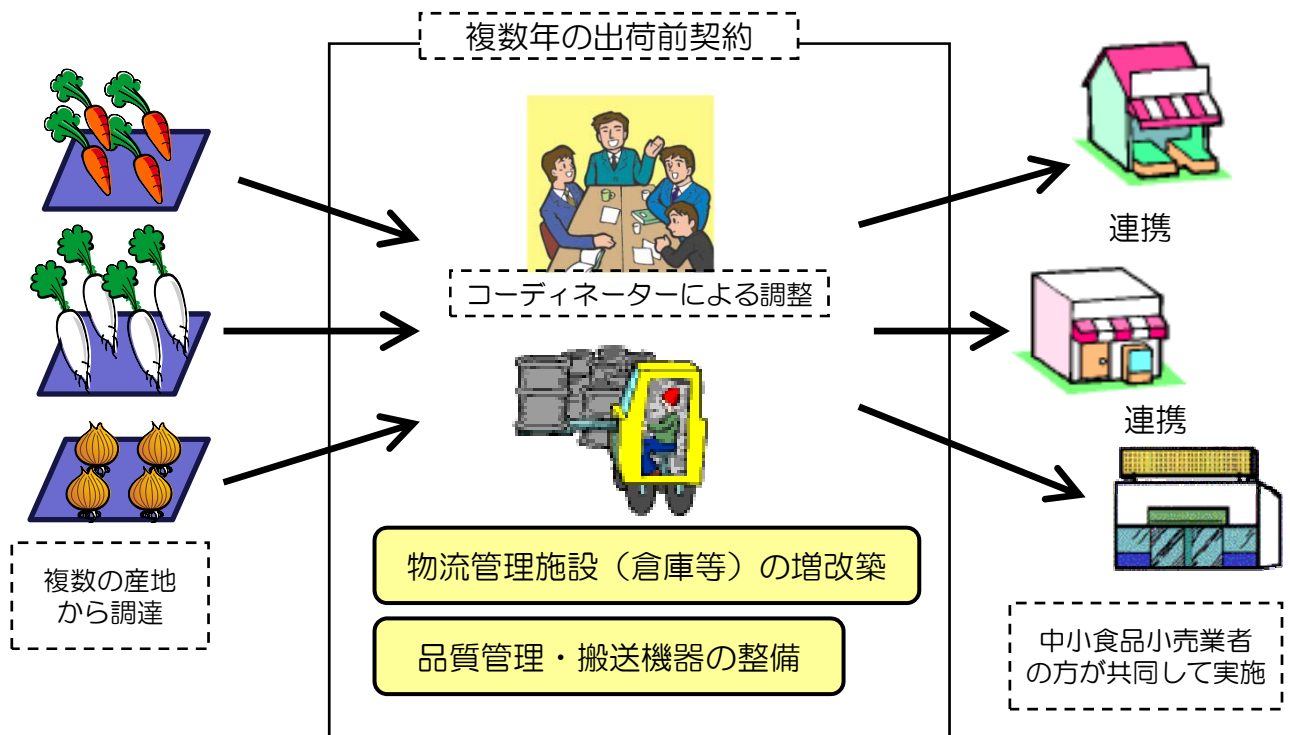 複数年の出荷前契約
コーディネーターによる調整
物流管理施設（倉庫等）の増改築
品質管理・搬送機器の整備
複数の産地
から調達
連携
連携
中小食品小売業者
の方が共同して実施